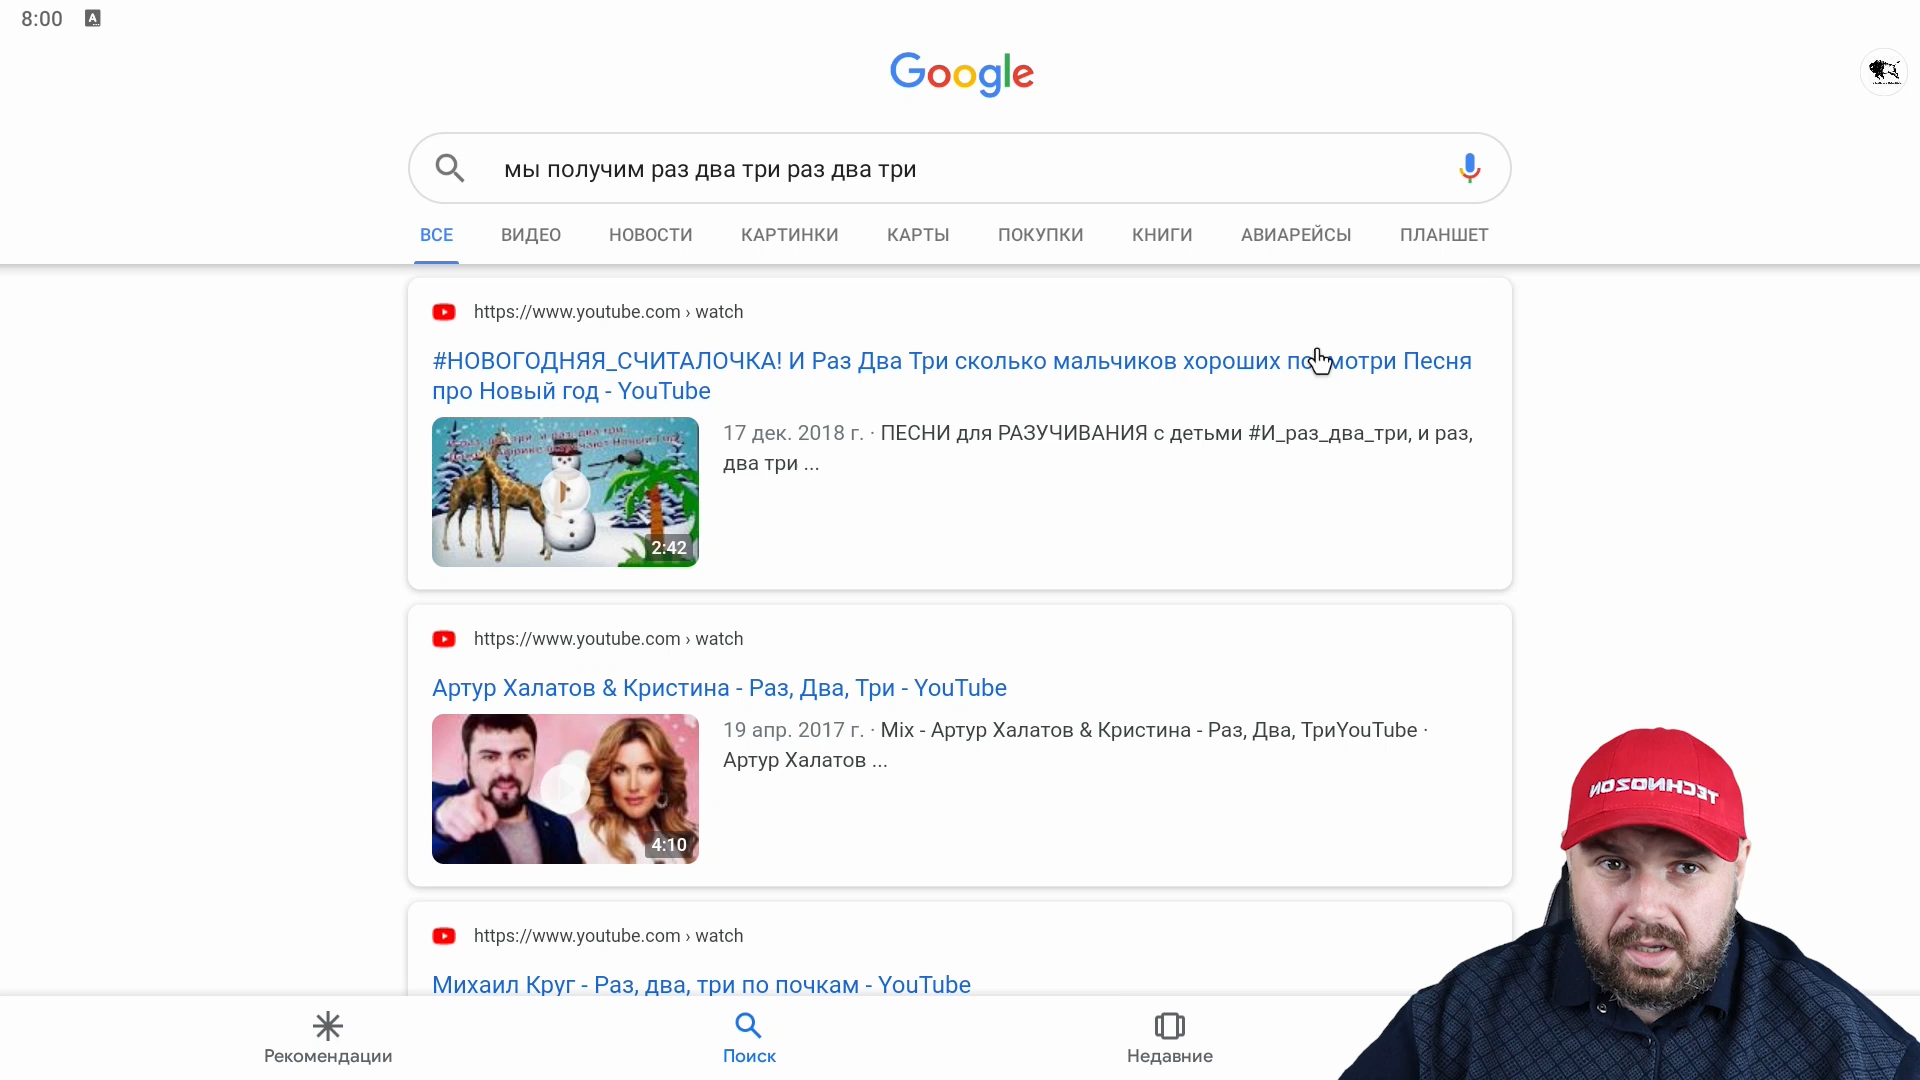 8:00
A
Google
мы получим раз два три раз два три
ВСЕ ВИДЕО НОВОСТИ КАРТИНКИ КАРТЫ ПОКУПКИ КНИГИ АВИАРЕЙСЫ ПЛАНШЕТ
https://www.youtube.com › watch
#НОВОГОДНЯЯ_СЧИТАЛОЧКА! И Раз Два Три сколько мальчиков хороших посмотри Песня
про Новый год - YouTube
17 дек. 2018 г. · ПЕСНИ для РАЗУЧИВАНИЯ с детьми #И_раз_два_три, и раз,
два три ...
2:42
https://www.youtube.com › watch
Артур Халатов & Кристина - Раз, Два, Три - YouTube
19 апр. 2017 г. · Mix - Артур Халатов & Кристина - Раз, Два, ТриYouTube ·
Артур Халатов ...
4:10
https://www.youtube.com › watch
Михаил Круг - Раз, два, три по почкам - YouTube
TECHNOZON
Рекомендации Поиск Недавние